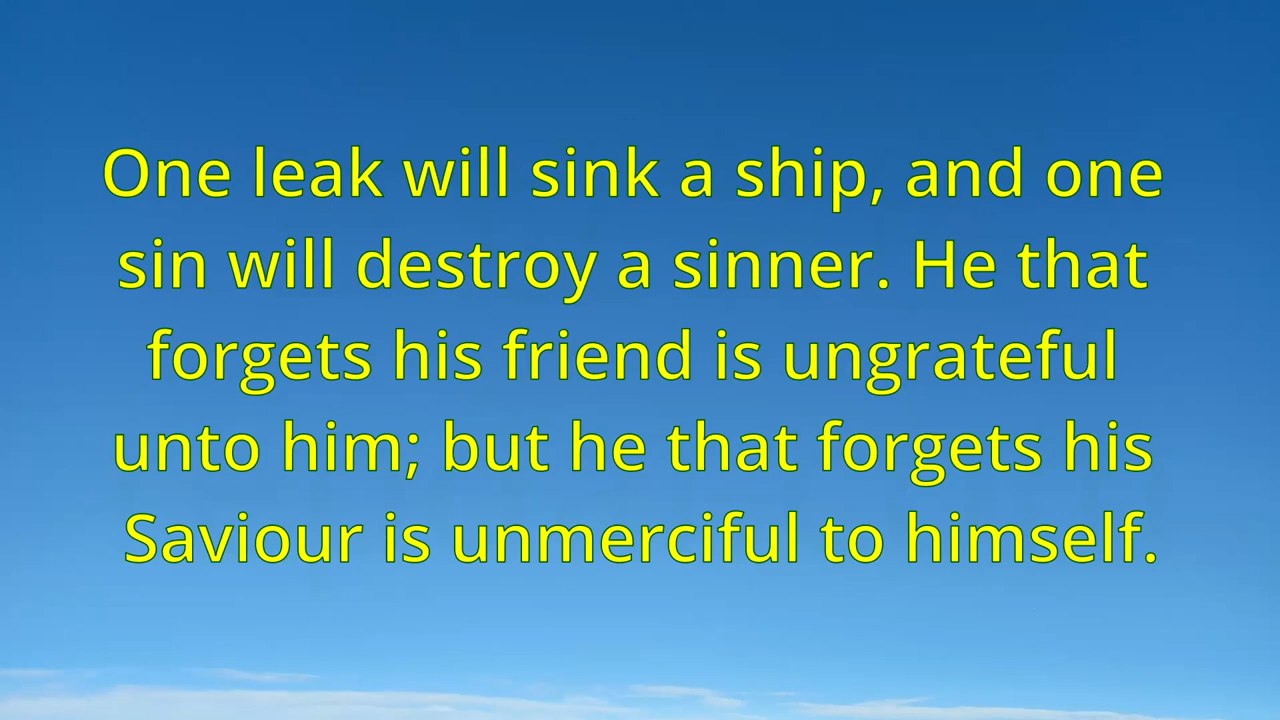 One leak will sink a ship, and one
sin will destroy a sinner. He that
forgets his friend is ungrateful
unto him; but he that forgets his
Saviour is unmerciful to himself.